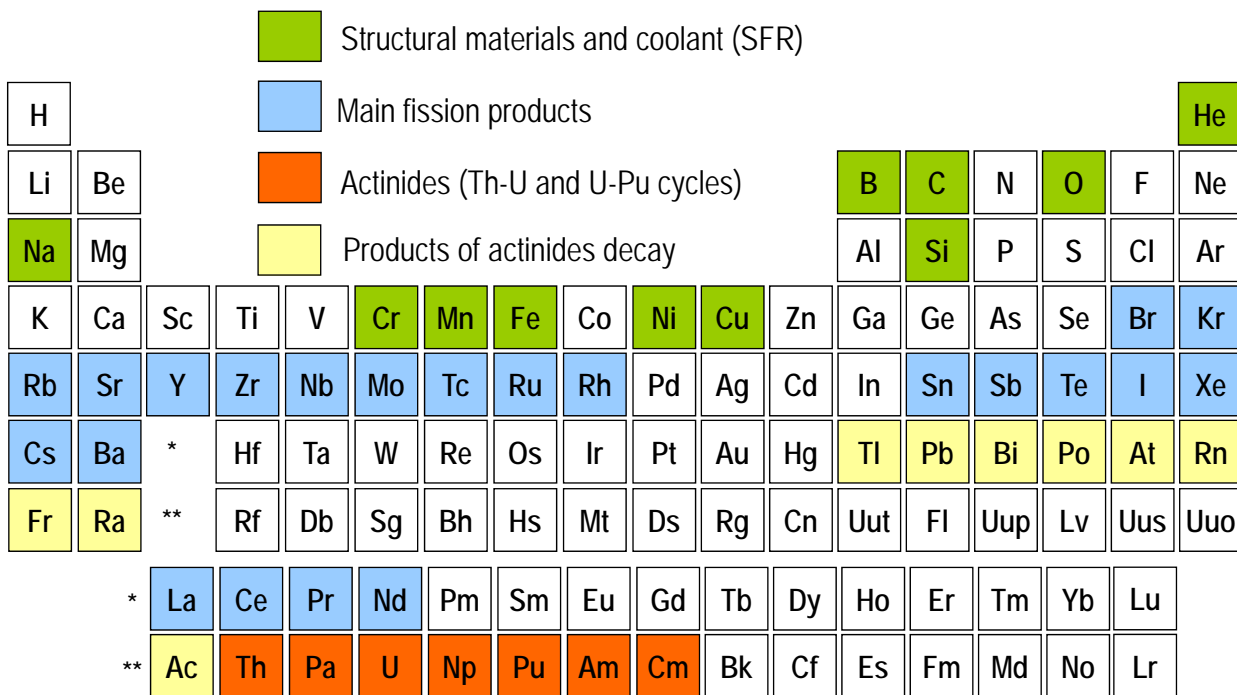 Structural materials and coolant (SFR)
H Main fission products He
Li Be Actinides (Th-U and U-Pu cycles) B C N O F Ne
Na Mg Products of actinides decay Al Si P S Cl Ar
K Ca Sc Ti V Cr Mn Fe Co Ni Cu Zn Ga Ge As Se Br Kr
Rb Sr Y Zr Nb Mo Tc Ru Rh Pd Ag Cd In Sn Sb Te I Xe
Cs Ba * Hf Ta W Re Os Ir Pt Au Hg Tl Pb Bi Po At Rn
Fr Ra ** Rf Db Sg Bh Hs Mt Ds Rg Cn Uut Fl Uup Lv Uus Uuo
* La Ce Pr Nd Pm Sm Eu Gd Tb Dy Ho Er Tm Yb Lu
** Ac Th Pa U Np Pu Am Cm Bk Cf Es Fm Md No Lr